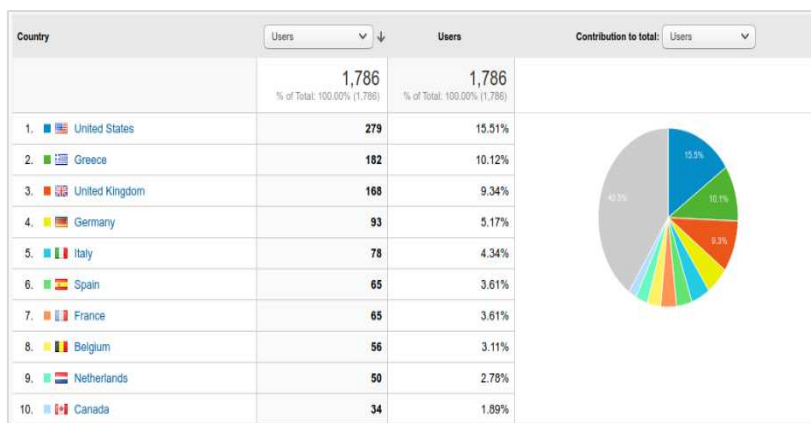 Country Users Users Contribution to total: Users
1,786 1,786
% of Total: 100.00% (1,786) % of Total: 100.00% (1,786)
1. United States 279 15.51%
2. Greece 182 10.12%
3. United Kingdom 168 9.34%
4. Germany 93 5.17%
5. Italy 78 4.34%
6. Spain 65 3.61%
7. France 65 3.61%
8. Belgium 56 3.11%
9. Netherlands 50 2.78%
10. Canada 34 1.89%
15.5%
10.1%
9.3%